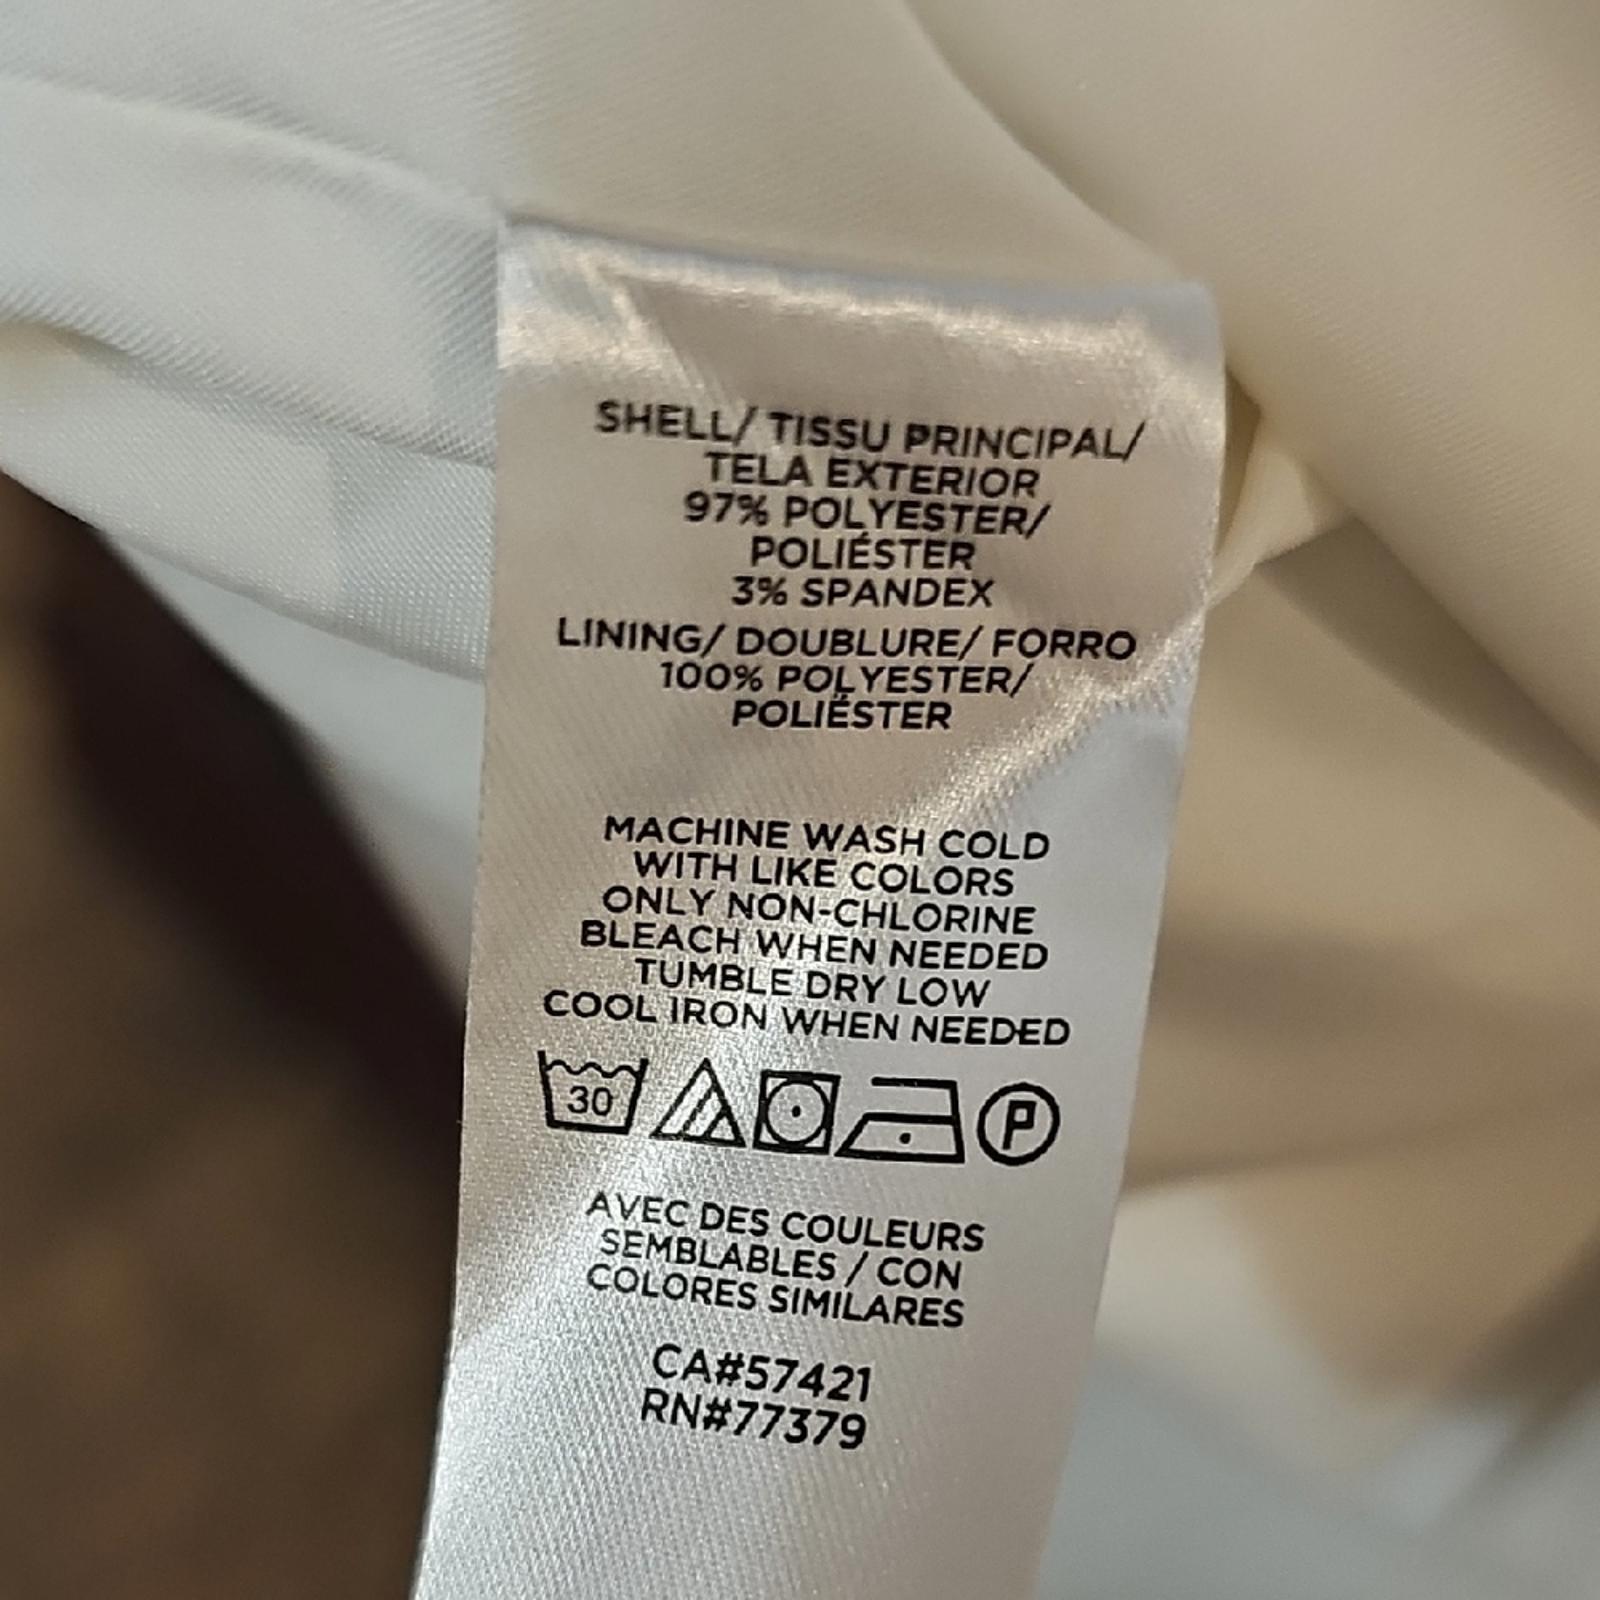 SHELL/ TISSU PRINCIPAL/
TELA EXTERIOR
97% POLYESTER/
POLIÉSTER
3% SPANDEX
LINING/ DOUBLURE/ FORRO
100% POLYESTER/
POLIÉSTER
MACHINE WASH COLD
WITH LIKE COLORS
ONLY NON-CHLORINE
BLEACH WHEN NEEDED
TUMBLE DRY LOW
COOL IRON WHEN NEEDED
30 P
AVEC DES COULEURS
SEMBLABLES / CON
COLORES SIMILARES
CA#57421
RN#77379